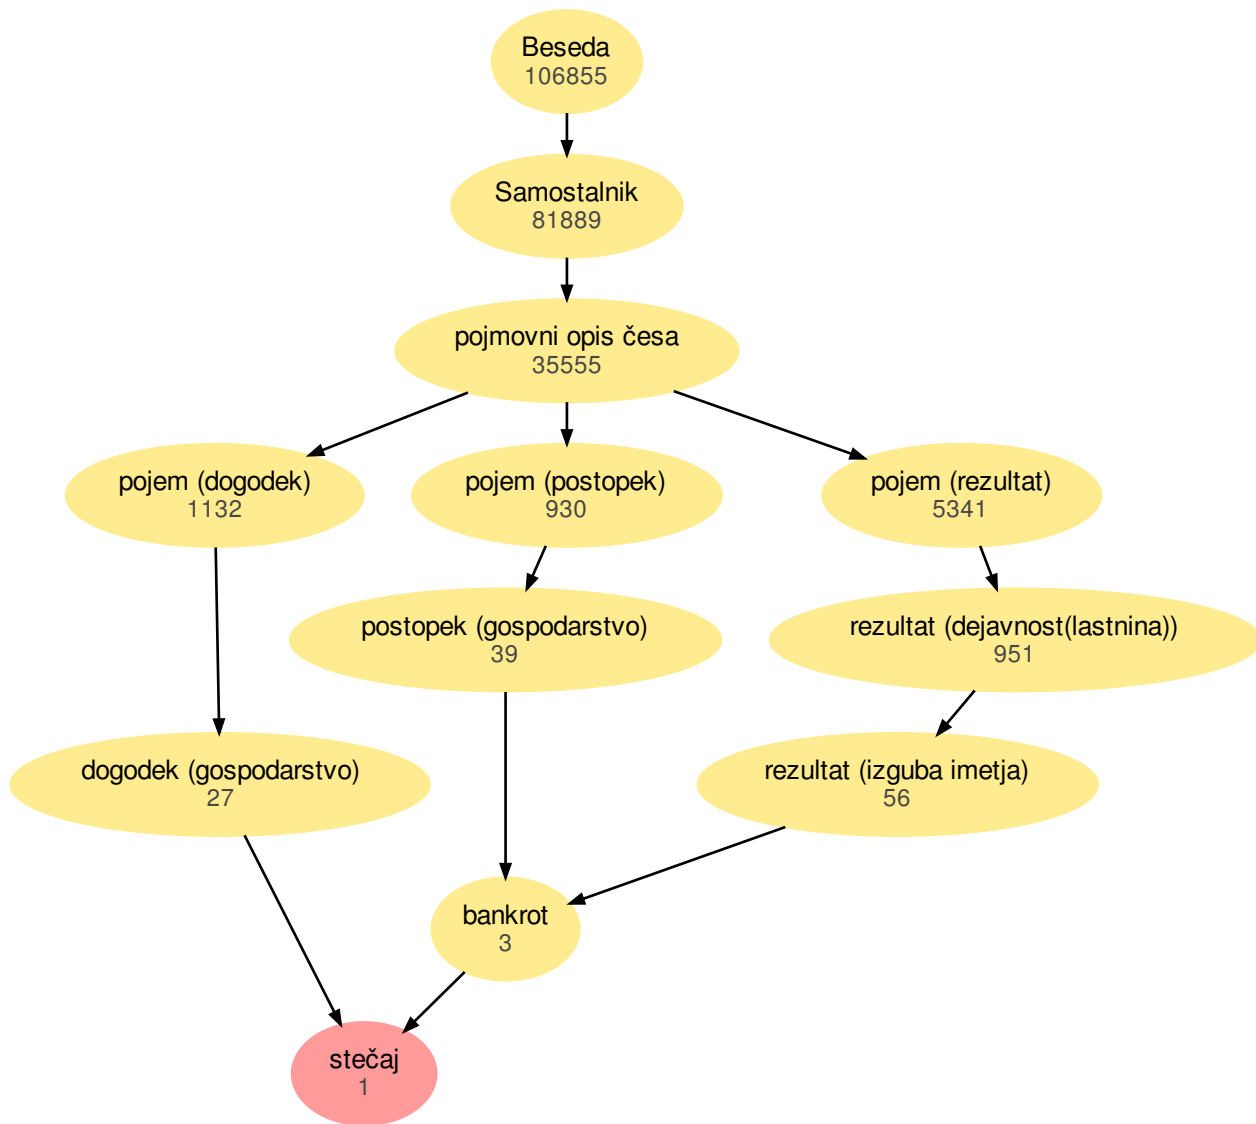 Beseda
106855
Samostalnik
81889
pojmovni opis česa
35555
pojem (dogodek)
1132
pojem (postopek)
930
pojem (rezultat)
5341
postopek (gospodarstvo)
39
rezultat (dejavnost(lastnina))
951
dogodek (gospodarstvo)
27
rezultat (izguba imetja)
56
bankrot
3
stečaj
1